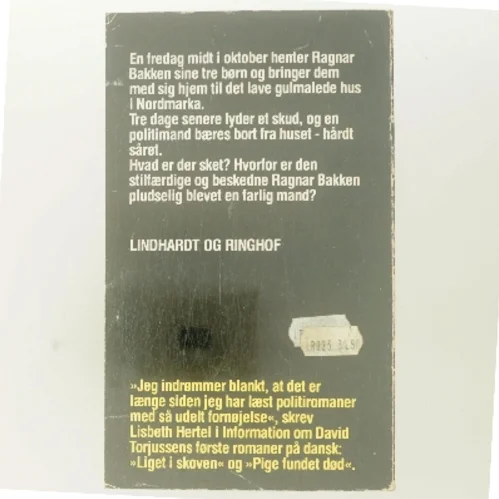 En fredag midt i oktober henter Ragnar
Bakken sine tre børn og bringer dem
med sig hjem til det lave gulmalede hus
i Nordmarka.
Tre dage senere lyder et skud, og en
politimand bæres bort fra huset - hårdt
såret.
Hvad er der sket? Hvorfor er den
stilfærdige og beskedne Ragnar Bakken
pludselig blevet en farlig mand?
LINDHARDT OG RINGHOF
»Jeg indrømmer blankt, at det er
længe siden jeg har læst politiromaner
med så udelt fornøjelse«, skrev
Lisbeth Hertel i Information om David
Torjussens første romaner på dansk:
»Liget i skoven« og »Pige fundet død«.